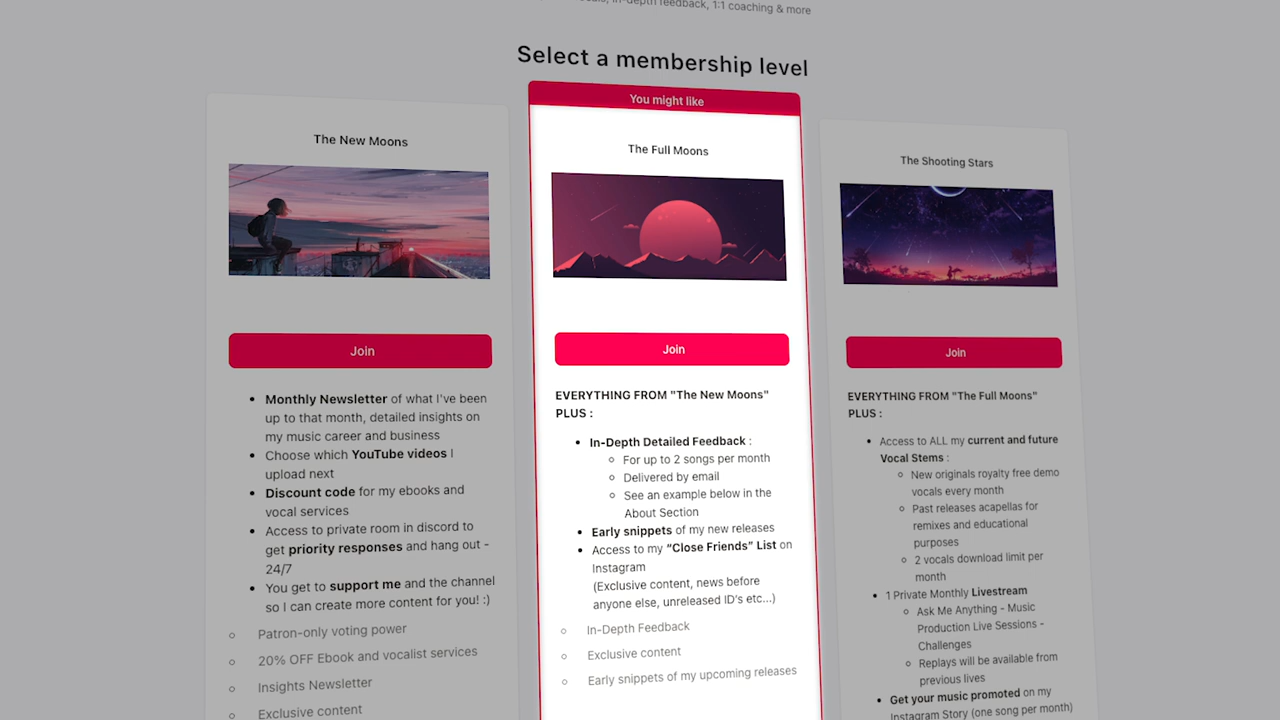 in-depth feedback, 1:1 coaching & more
Select a membership level
The New Moons
Join
• Monthly Newsletter of what I've been
up to that month, detailed insights on
my music career and business
• Choose which YouTube videos I
upload next
• Discount code for my ebooks and
vocal services
• Access to private room in discord to
get priority responses and hang out -
24/7
• You get to support me and the channel
so I can create more content for you! :)
Patron-only voting power
20% OFF Ebook and vocalist services
Insights Newsletter
Exclusive content
You might like
The Full Moons
Join
EVERYTHING FROM "The New Moons"
PLUS :
• In-Depth Detailed Feedback :
For up to 2 songs per month
Delivered by email
See an example below in the
About Section
• Early snippets of my new releases
• Access to my “Close Friends” List on
Instagram
(Exclusive content, news before
anyone else, unreleased ID's etc...)
In-Depth Feedback
Exclusive content
Early snippets of my upcoming releases
The Shooting Stars
Join
EVERYTHING FROM "The Full Moons"
PLUS :
• Access to ALL my current and future
Vocal Stems :
New originals royalty free demo
vocals every month
Past releases acapellas for
remixes and educational
purposes
2 vocals download limit per
month
• 1 Private Monthly Livestream
Ask Me Anything - Music
Production Live Sessions -
Challenges
Replays will be available from
previous lives
• Get your music promoted on my
Instagram Story (one song per month)